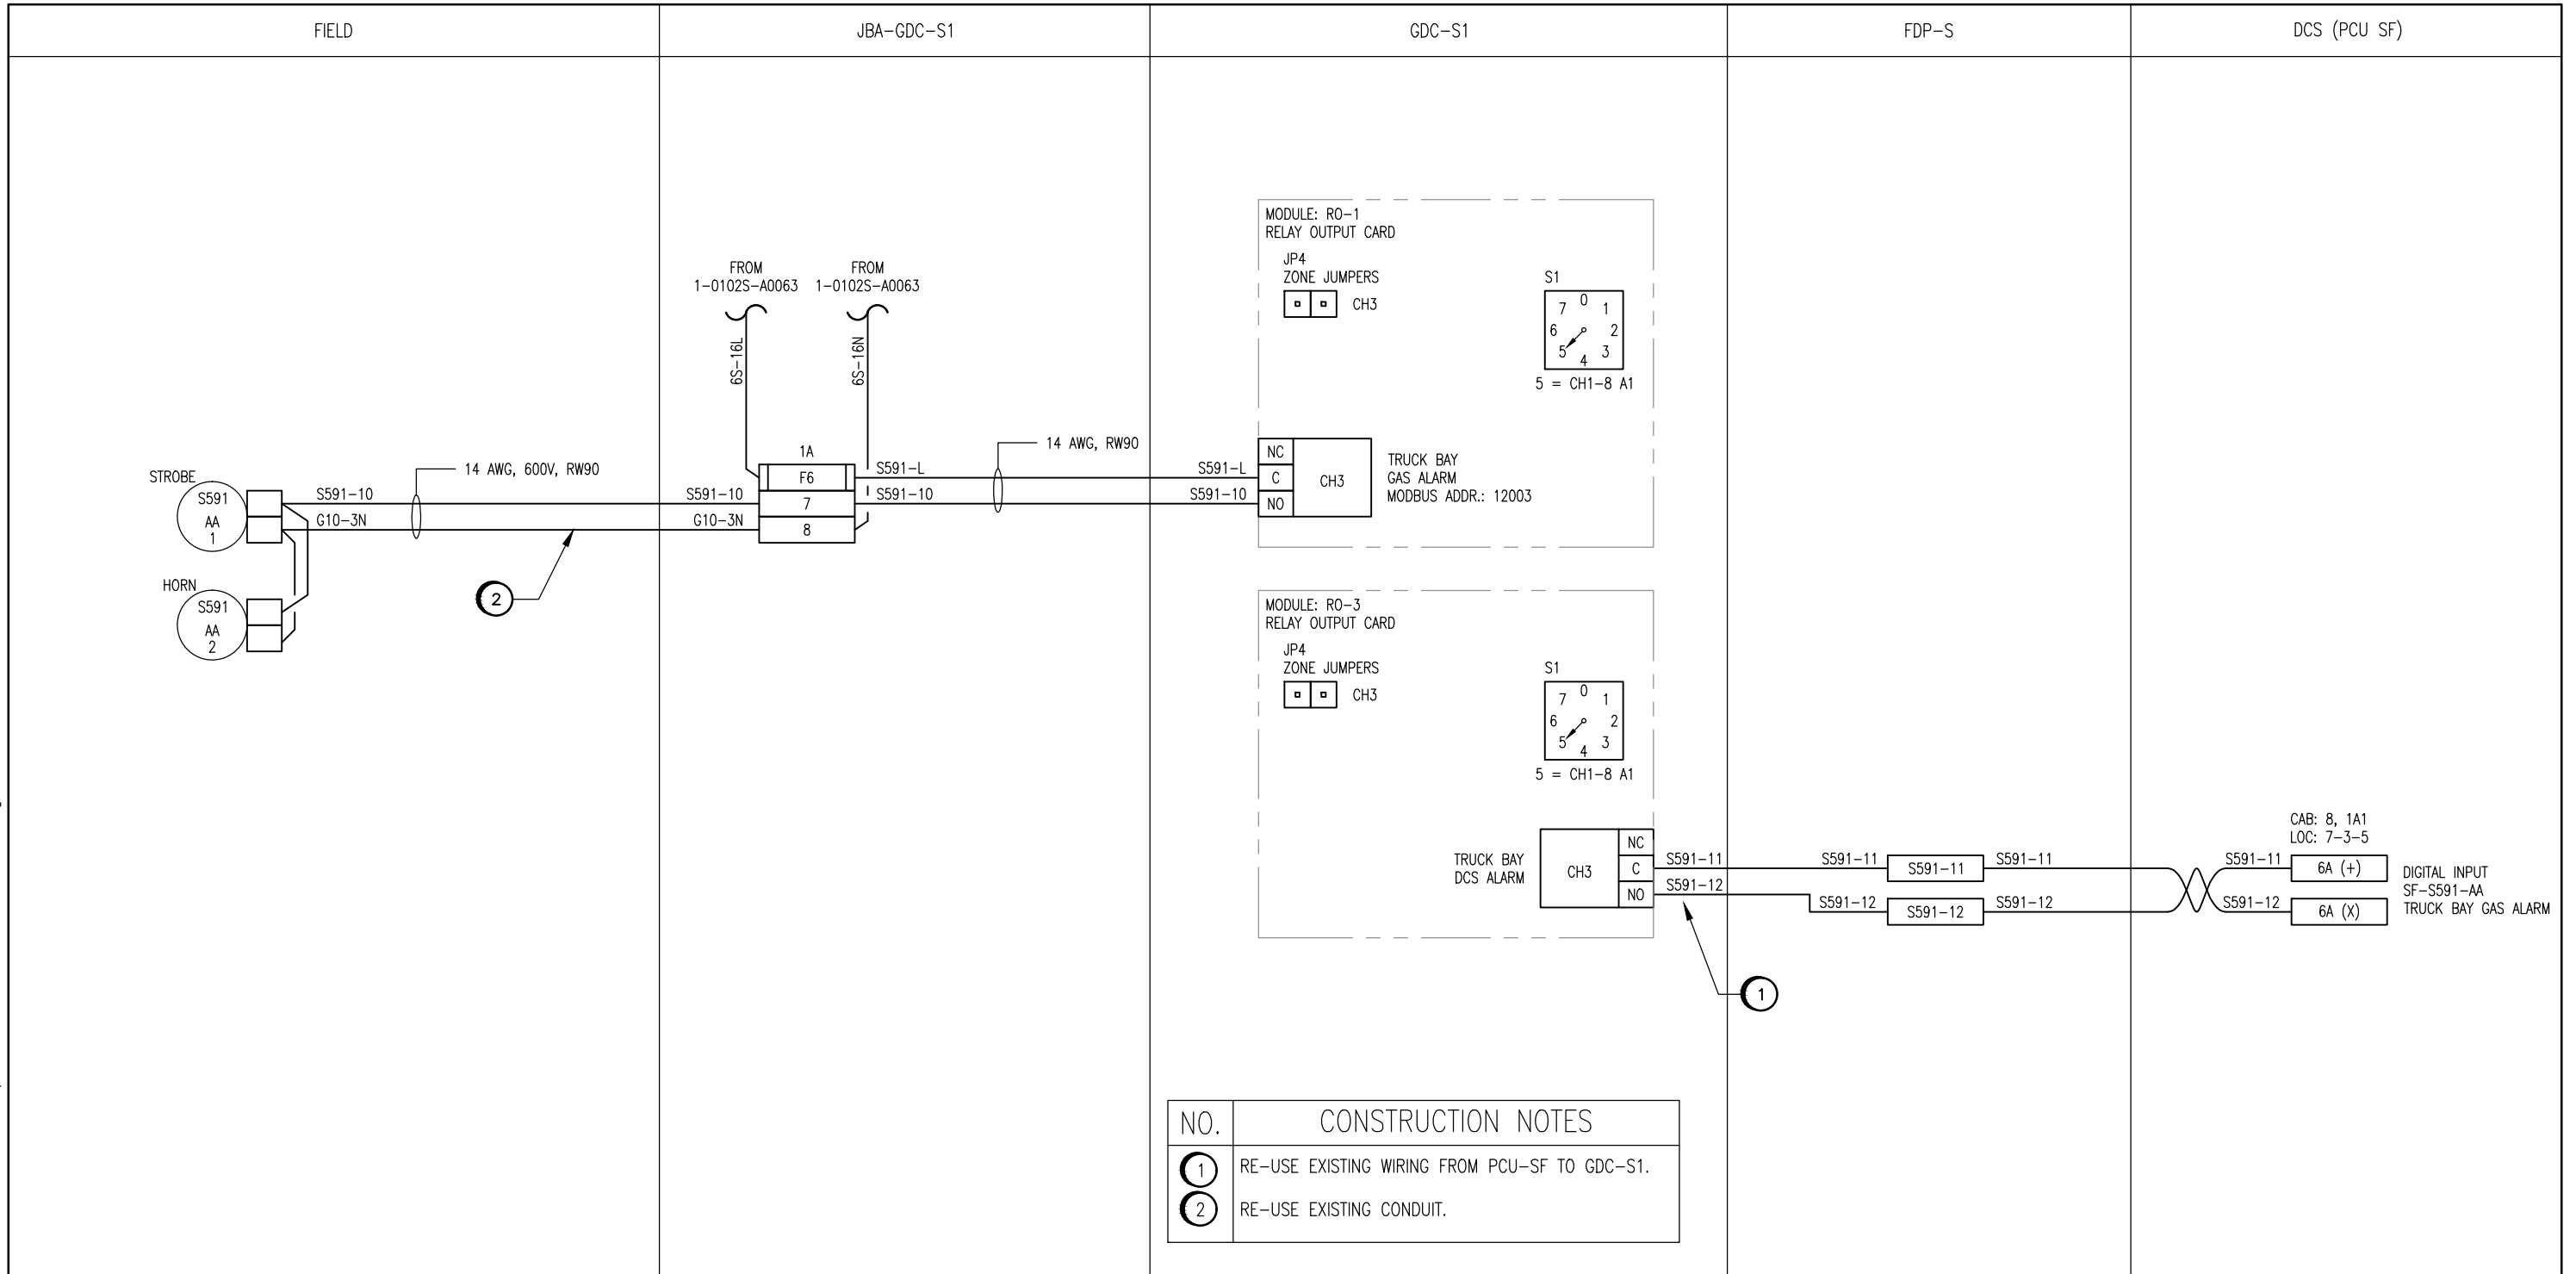 FIELD
JBA-GDC-S1
GDC-S1
FDP-S
DCS (PCU SF)
STROBE
S591
AA
1
HORN
S591
AA
2
S591-10
G10-3N
14 AWG, 600V, RW90
2
S591-10
G10-3N
FROM
1-0102S-A0063
FROM
1-0102S-A0063
6S-16L
6S-16N
1A
F6
7
8
S591-L
S591-10
14 AWG, RW90
S591-L
S591-10
MODULE: RO-1
RELAY OUTPUT CARD
JP4
ZONE JUMPERS
CH3
S1
0
1
2
3
4
5
6
7
5 = CH1-8 A1
NC
C
NO
CH3
TRUCK BAY
GAS ALARM
MODBUS ADDR.: 12003
MODULE: RO-3
RELAY OUTPUT CARD
JP4
ZONE JUMPERS
CH3
S1
0
1
2
3
4
5
6
7
5 = CH1-8 A1
TRUCK BAY
DCS ALARM
CH3
NC
C
NO
S591-11
S591-12
1
S591-11
S591-11
S591-11
S591-12
S591-12
S591-12
CAB: 8, 1A1
LOC: 7-3-5
S591-11
6A (+)
S591-12
6A (X)
DIGITAL INPUT
SF-S591-AA
TRUCK BAY GAS ALARM
NO.
CONSTRUCTION NOTES
1
RE-USE EXISTING WIRING FROM PCU-SF TO GDC-S1.
2
RE-USE EXISTING CONDUIT.